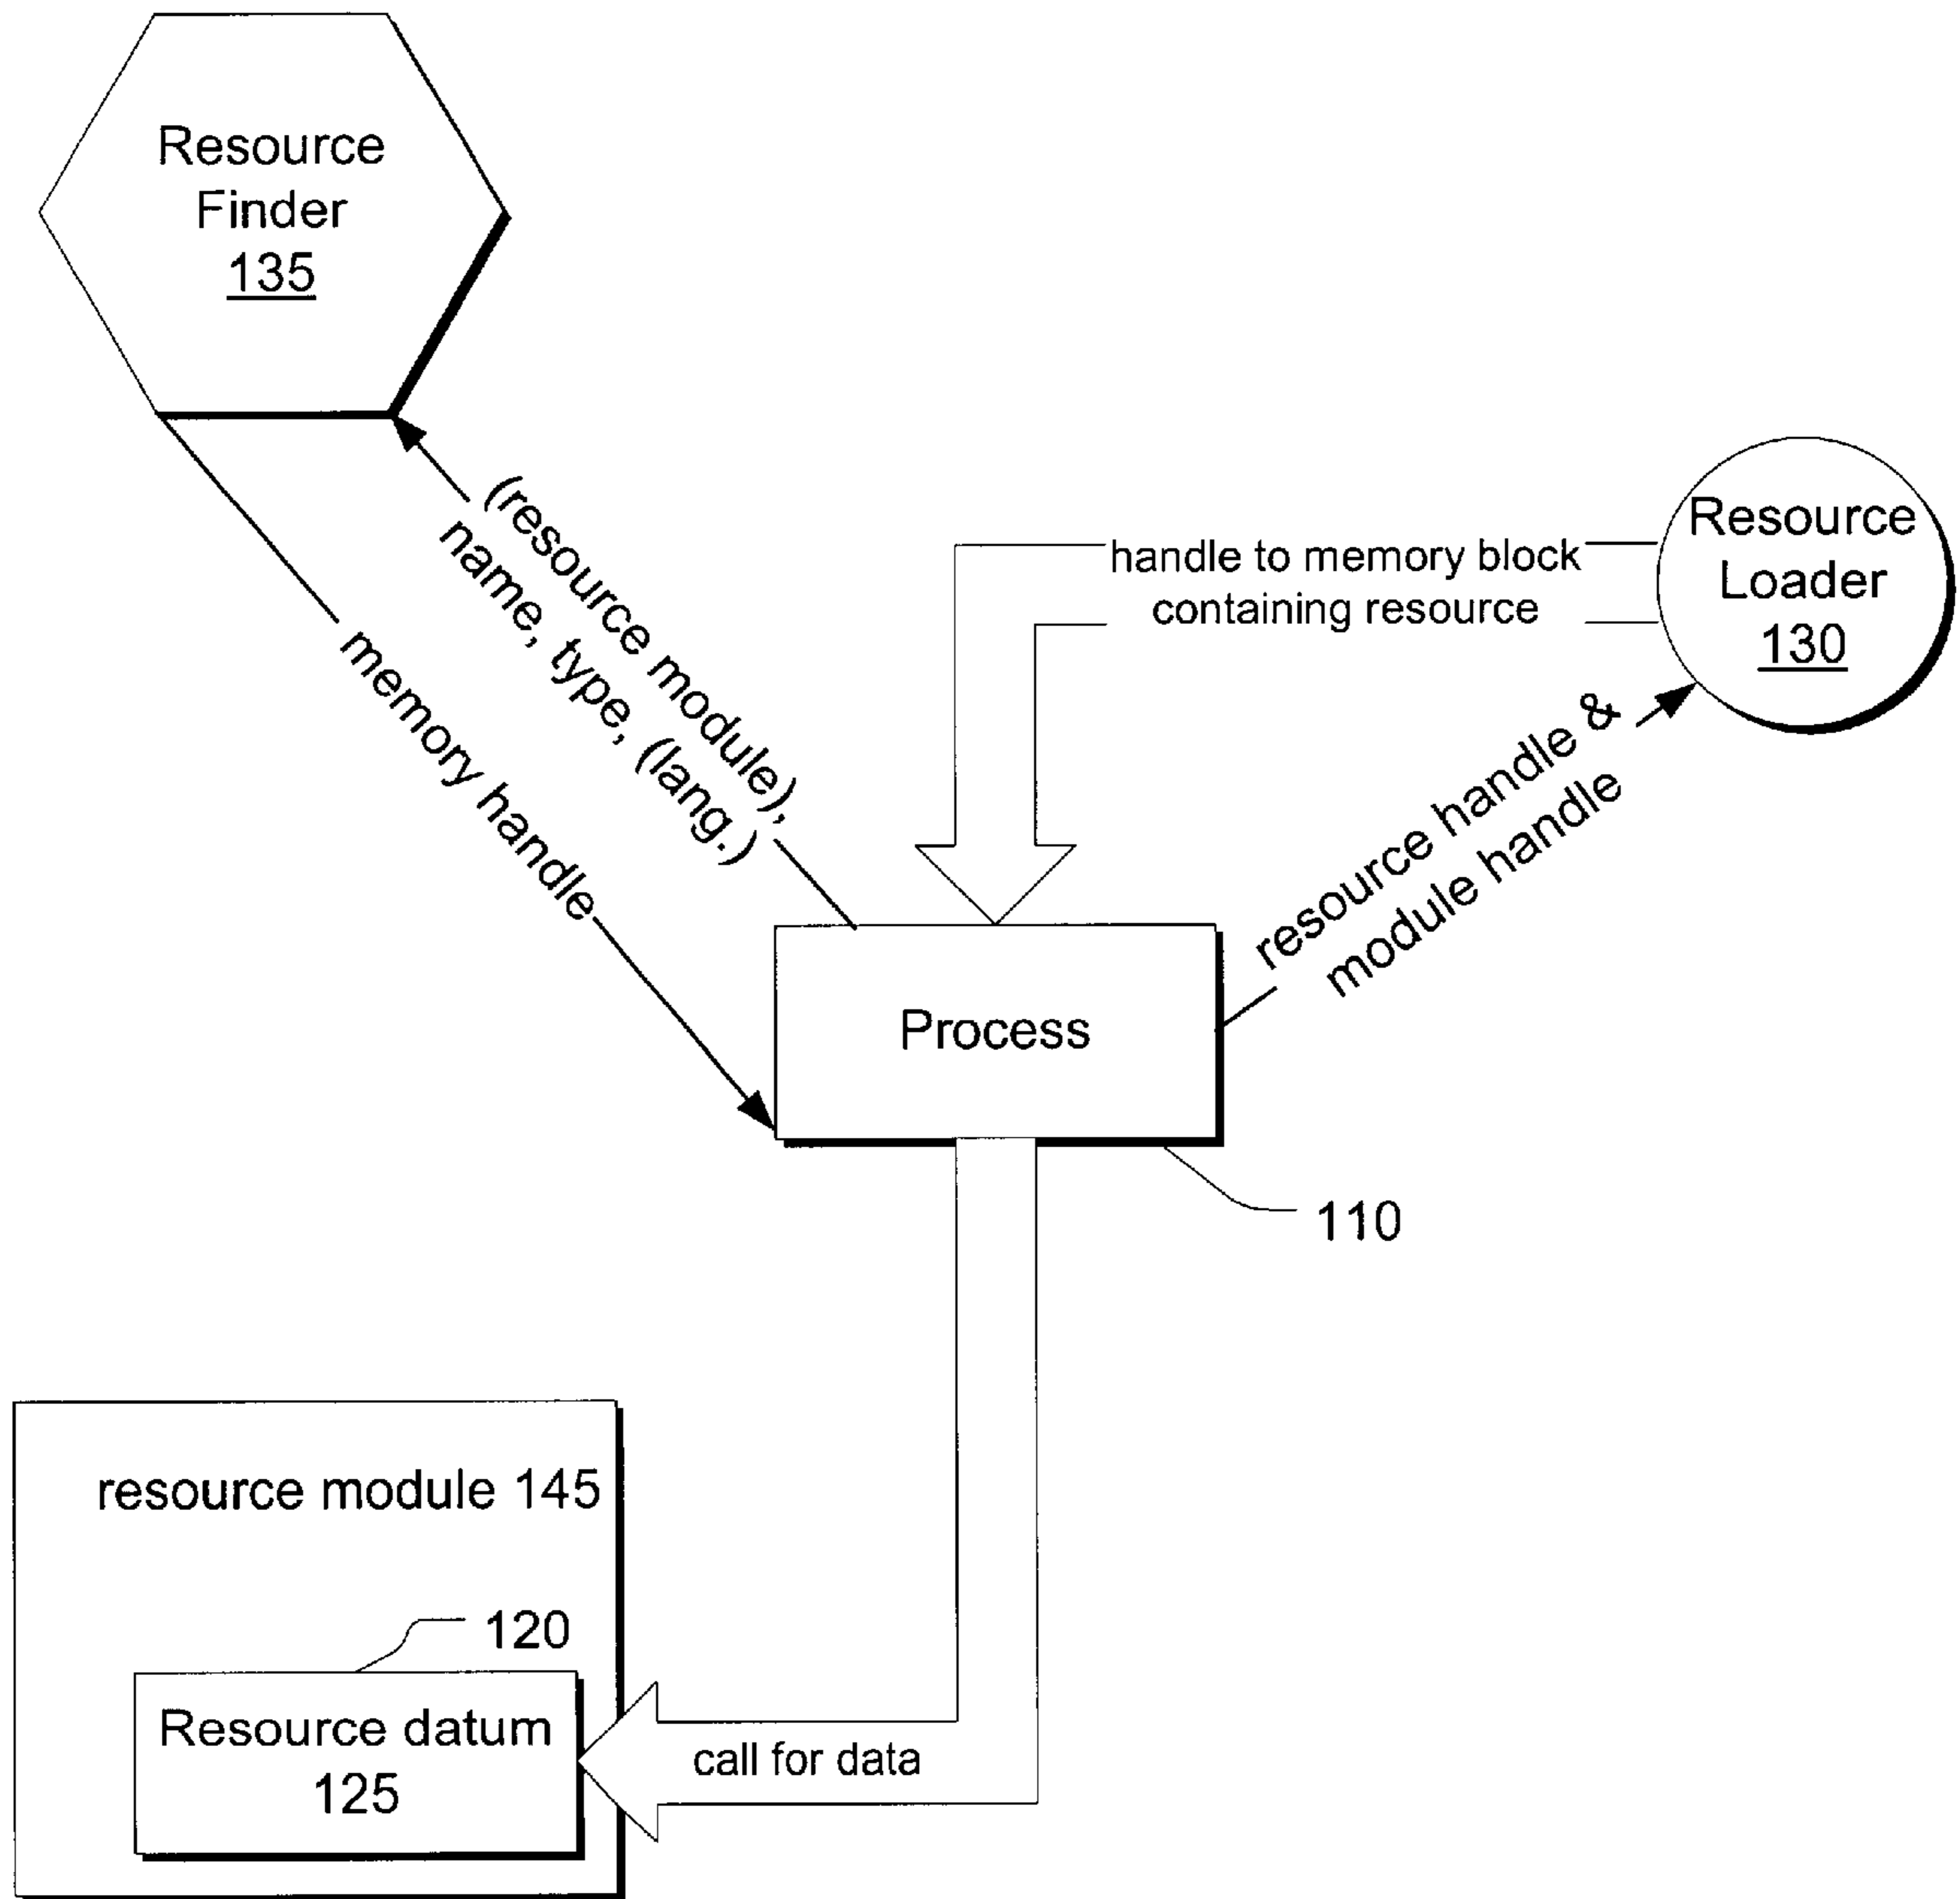 Resource
Finder
135
(resource module),
name, type, (lang.)
memory handle
handle to memory block
containing resource
Resource
Loader
130
resource handle &
module handle
Process
110
resource module 145
120
Resource datum
125
call for data